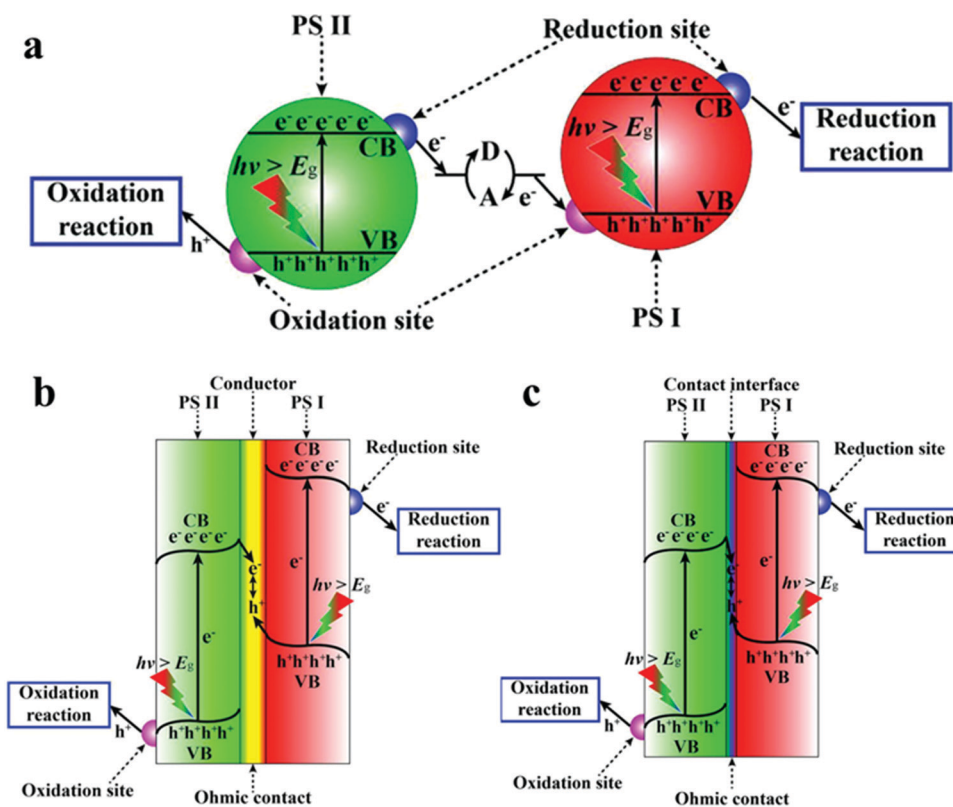 a
PS II
Reduction site
e⁻ e⁻ e⁻ e⁻ e⁻
CB
hν > Eg
VB
h⁺h⁺h⁺h⁺h⁺
Oxidation
reaction
h⁺
e⁻
D
A
e⁻
e⁻ e⁻ e⁻ e⁻ e⁻
CB
hν > Eg
VB
h⁺h⁺h⁺h⁺h⁺
e⁻
Reduction
reaction
Oxidation site
PS I
b
Conductor
PS II
PS I
CB
e⁻ e⁻ e⁻ e⁻
Reduction site
e⁻
Reduction
reaction
CB
e⁻ e⁻ e⁻ e⁻
e⁻
h⁺
e⁻
hν > Eg
e⁻
h⁺h⁺h⁺h⁺
VB
hν > Eg
Oxidation
reaction
h⁺
h⁺h⁺h⁺h⁺
VB
Oxidation site
Ohmic contact
c
Contact interface
PS II
PS I
CB
e⁻ e⁻ e⁻ e⁻
Reduction site
e⁻
Reduction
reaction
CB
e⁻ e⁻ e⁻ e⁻
e⁻
h⁺
e⁻
hν > Eg
e⁻
h⁺h⁺h⁺h⁺
VB
hν > Eg
Oxidation
reaction
h⁺
h⁺h⁺h⁺h⁺
VB
Oxidation site
Ohmic contact